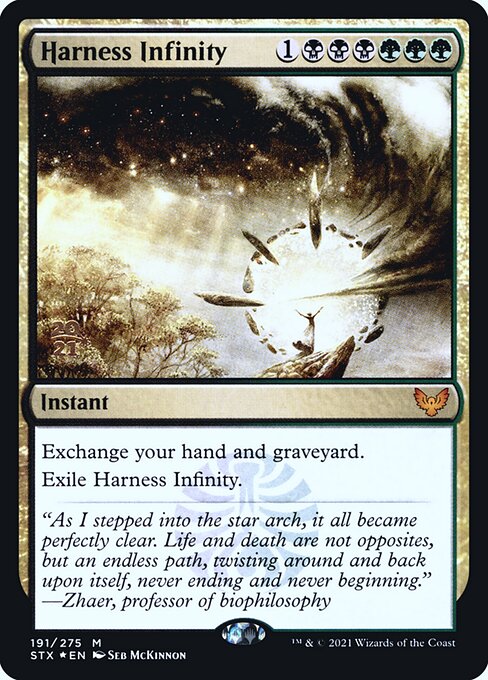 Harness Infinity 1
20
21
Instant
Exchange your hand and graveyard.
Exile Harness Infinity.
“As I stepped into the star arch, it all became
perfectly clear. Life and death are not opposites,
but an endless path, twisting around and back
upon itself, never ending and never beginning.”
—Zhaer, professor of biophilosophy
191/275 M
STX ★ EN Seb McKinnon
™ & © 2021 Wizards of the Coast